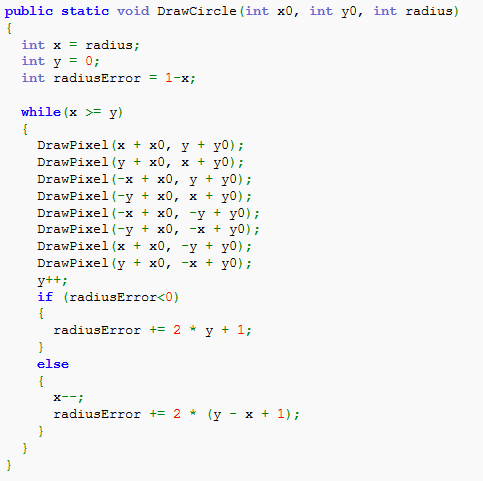 public static void DrawCircle(int x0, int y0, int radius)
{
  int x = radius;
  int y = 0;
  int radiusError = 1-x;

  while(x >= y)
  {
    DrawPixel(x + x0, y + y0);
    DrawPixel(y + x0, x + y0);
    DrawPixel(-x + x0, y + y0);
    DrawPixel(-y + x0, x + y0);
    DrawPixel(-x + x0, -y + y0);
    DrawPixel(-y + x0, -x + y0);
    DrawPixel(x + x0, -y + y0);
    DrawPixel(y + x0, -x + y0);
    y++;
    if (radiusError<0)
    {
      radiusError += 2 * y + 1;
    }
    else
    {
      x--;
      radiusError += 2 * (y - x + 1);
    }
  }
}